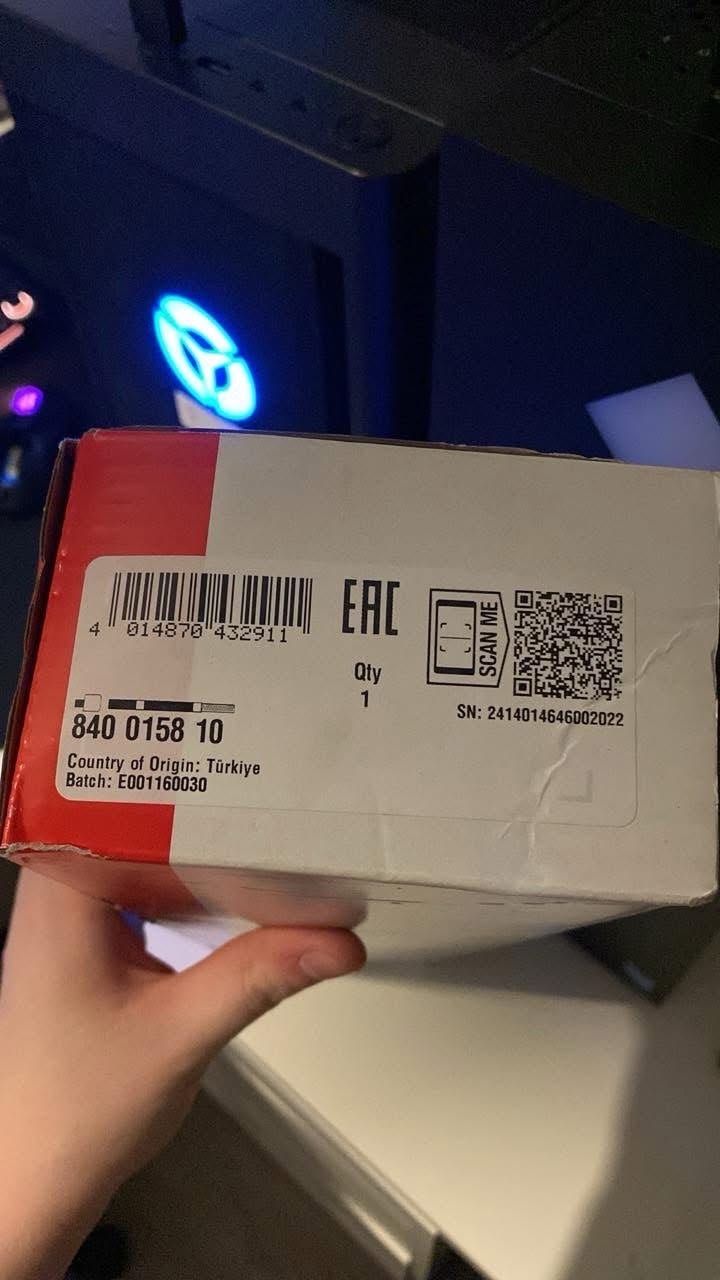 4 014870 432911
EAC
SCAN ME
Qty
1
SN: 2414014646002022
840 0158 10
Country of Origin: Türkiye
Batch: E001160030